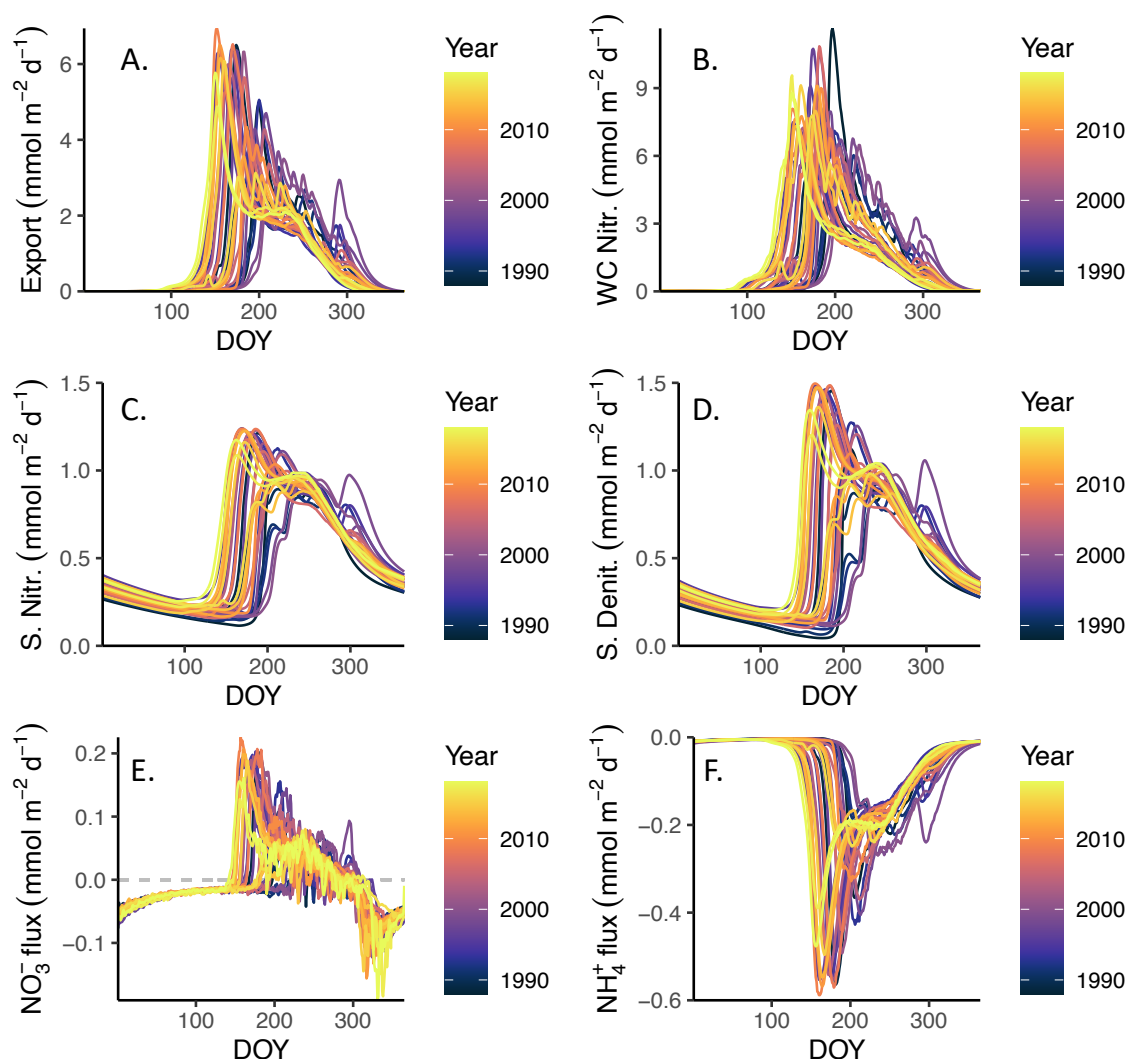 A.
Export (mmol m⁻² d⁻¹)
6
4
2
0
100 200 300
DOY
Year
2010
2000
1990
B.
WC Nitr. (mmol m⁻² d⁻¹)
9
6
3
0
100 200 300
DOY
Year
2010
2000
1990
C.
S. Nitr. (mmol m⁻² d⁻¹)
1.5
1.0
0.5
0.0
100 200 300
DOY
Year
2010
2000
1990
D.
S. Denit. (mmol m⁻² d⁻¹)
1.5
1.0
0.5
0.0
100 200 300
DOY
Year
2010
2000
1990
E.
NO₃⁻ flux (mmol m⁻² d⁻¹)
0.2
0.1
0.0
−0.1
100 200 300
DOY
Year
2010
2000
1990
F.
NH₄⁺ flux (mmol m⁻² d⁻¹)
0.0
−0.2
−0.4
−0.6
100 200 300
DOY
Year
2010
2000
1990